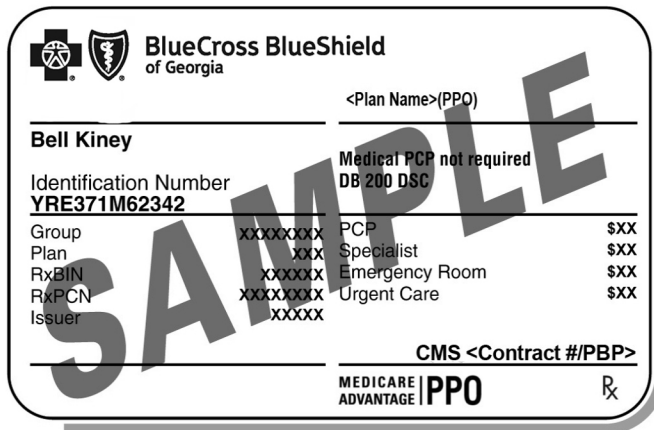 BlueCross BlueShield
of Georgia
<Plan Name>(PPO)
Bell Kiney
Identification Number
YRE371M62342
Medical PCP not required
DB 200 DSC
Group XXXXXXXX
Plan XXX
RxBIN XXXXXX
RxPCN XXXXXXXX
Issuer XXXXX
PCP $XX
Specialist $XX
Emergency Room $XX
Urgent Care $XX
CMS <Contract #/PBP>
MEDICARE
ADVANTAGE
PPO
Rx
SAMPLE